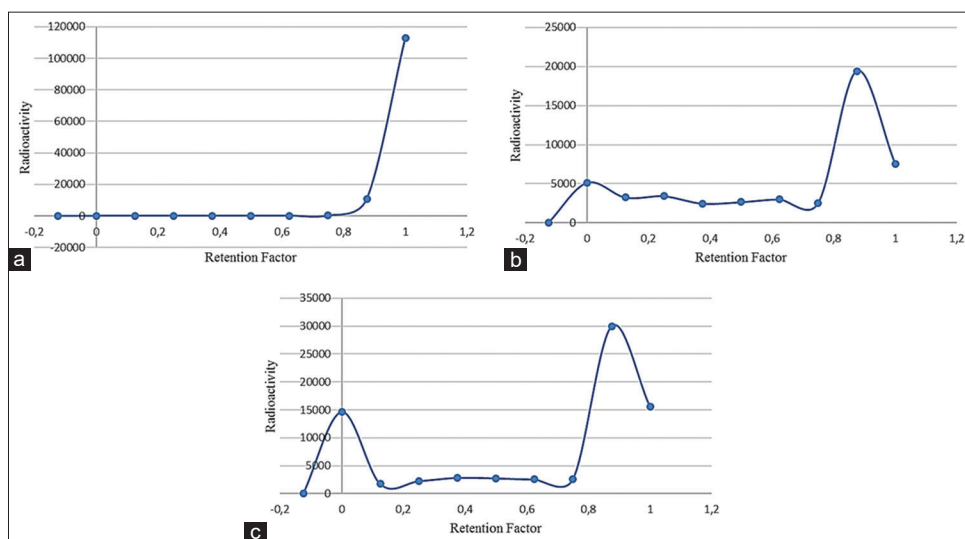 120000
100000
80000
60000
40000
20000
0
-20000
Radioactivity
-0,2 0 0,2 0,4 0,6 0,8 1 1,2
Retention Factor
a
25000
20000
15000
10000
5000
0
Radioactivity
-0,2 0 0,2 0,4 0,6 0,8 1 1,2
Retention Factor
b
35000
30000
25000
20000
15000
10000
5000
0
Radioactivity
-0,2 0 0,2 0,4 0,6 0,8 1 1,2
Retention Factor
c